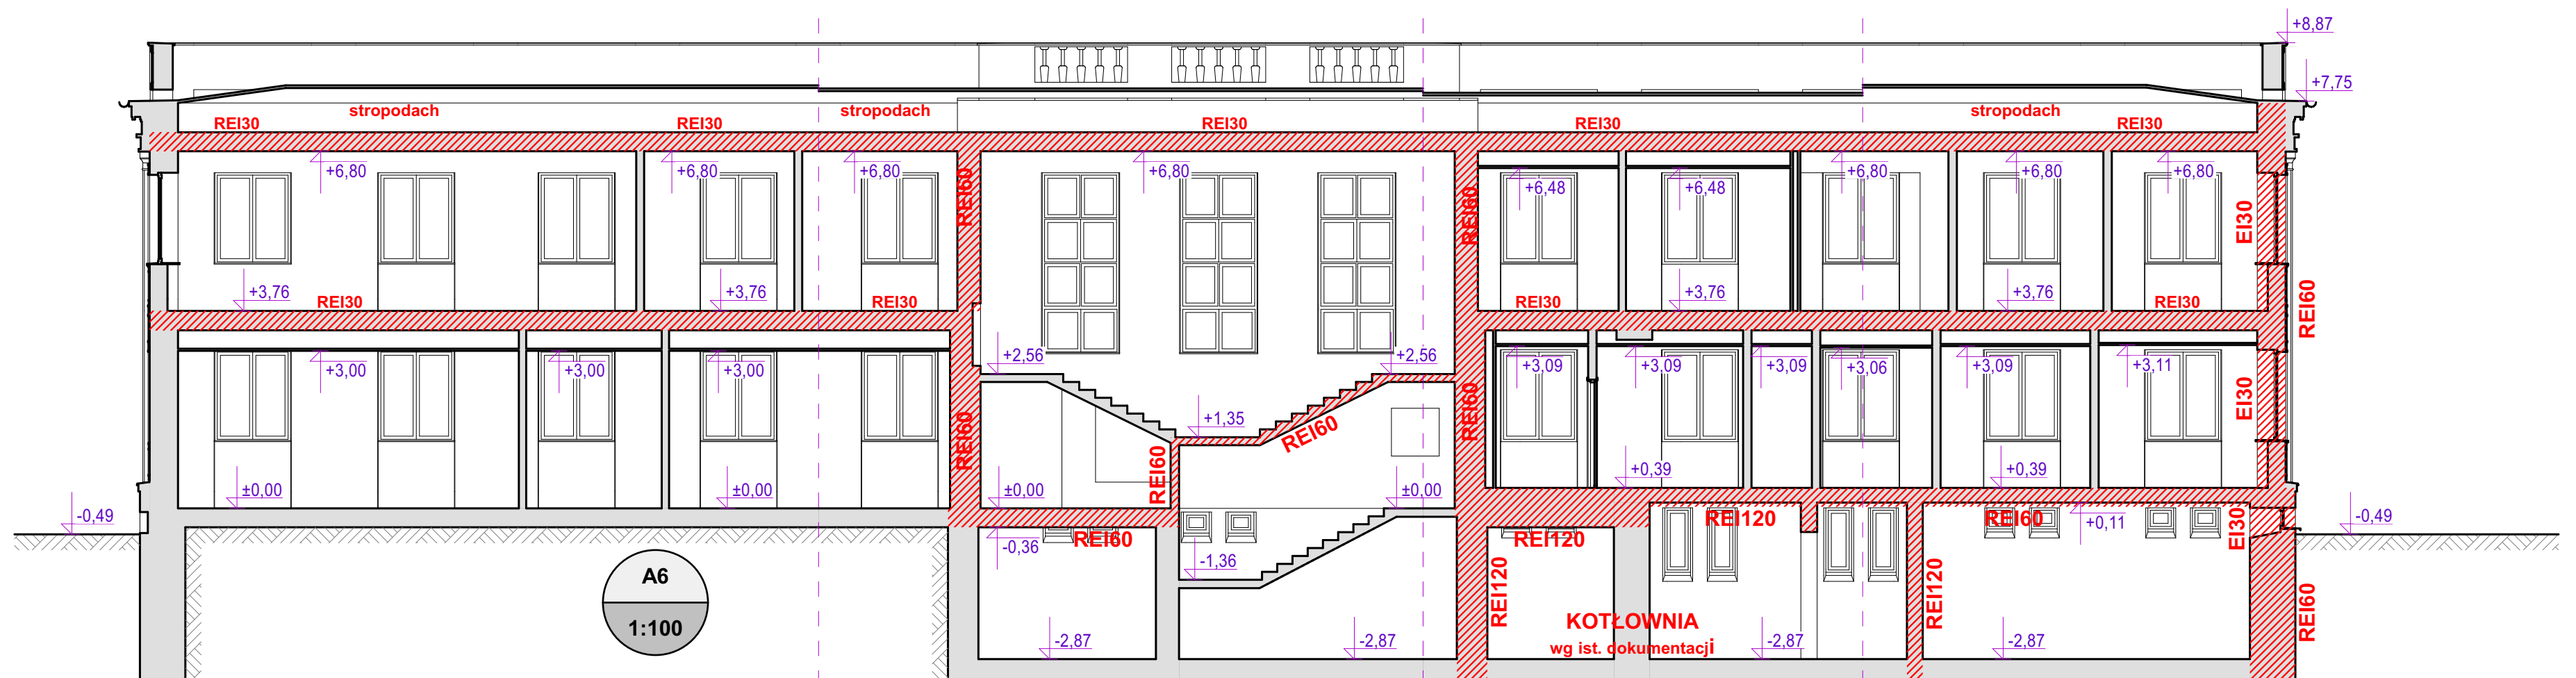 +8,87
+7,75
stropodach
stropodach
stropodach
REI30
REI30
REI30
REI30
REI30
+6,80
+6,80
+6,80
+6,80
+6,80
+6,80
+6,80
+6,48
+6,48
REI60
REI60
EI30
+3,76
+3,76
+3,76
+3,76
REI30
REI30
REI30
REI30
REI60
+3,00
+3,00
+3,00
+2,56
+2,56
+3,09
+3,09
+3,09
+3,06
+3,09
+3,11
+1,35
REI60
REI60
REI60
REI60
EI30
+0,39
+0,39
±0,00
±0,00
±0,00
±0,00
-0,49
-0,36
REI60
-1,36
REI120
REI120
REI60
+0,11
EI30
-0,49
A6
1:100
REI120
REI120
REI60
KOTŁOWNIA
wg ist. dokumentacji
-2,87
-2,87
-2,87
-2,87